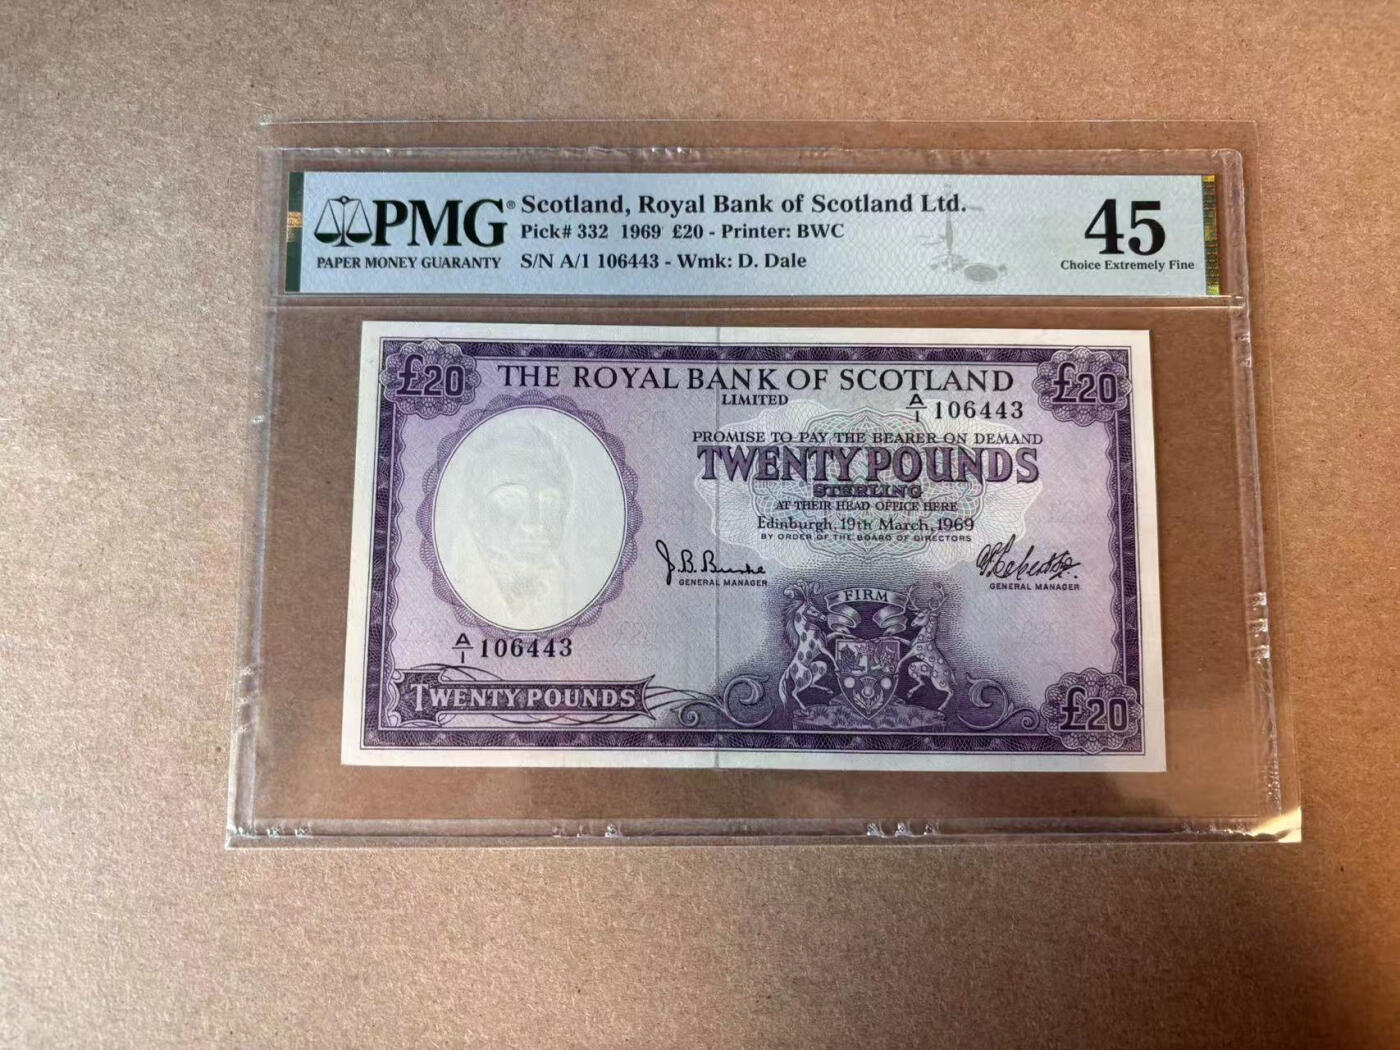 PMG®
PAPER MONEY GUARANTY
Scotland, Royal Bank of Scotland Ltd.
Pick# 332 1969 £20 - Printer: BWC
S/N A/1 106443 - Wmk: D. Dale
45
Choice Extremely Fine
£20
£20
THE ROYAL BANK OF SCOTLAND
LIMITED
A/1 106443
PROMISE TO PAY THE BEARER ON DEMAND
TWENTY POUNDS
STERLING
AT THEIR HEAD OFFICE HERE
Edinburgh, 19th March, 1969
BY ORDER OF THE BOARD OF DIRECTORS
J.B. Burke
GENERAL MANAGER
GENERAL MANAGER
FIRM
A/1 106443
TWENTY POUNDS
£20